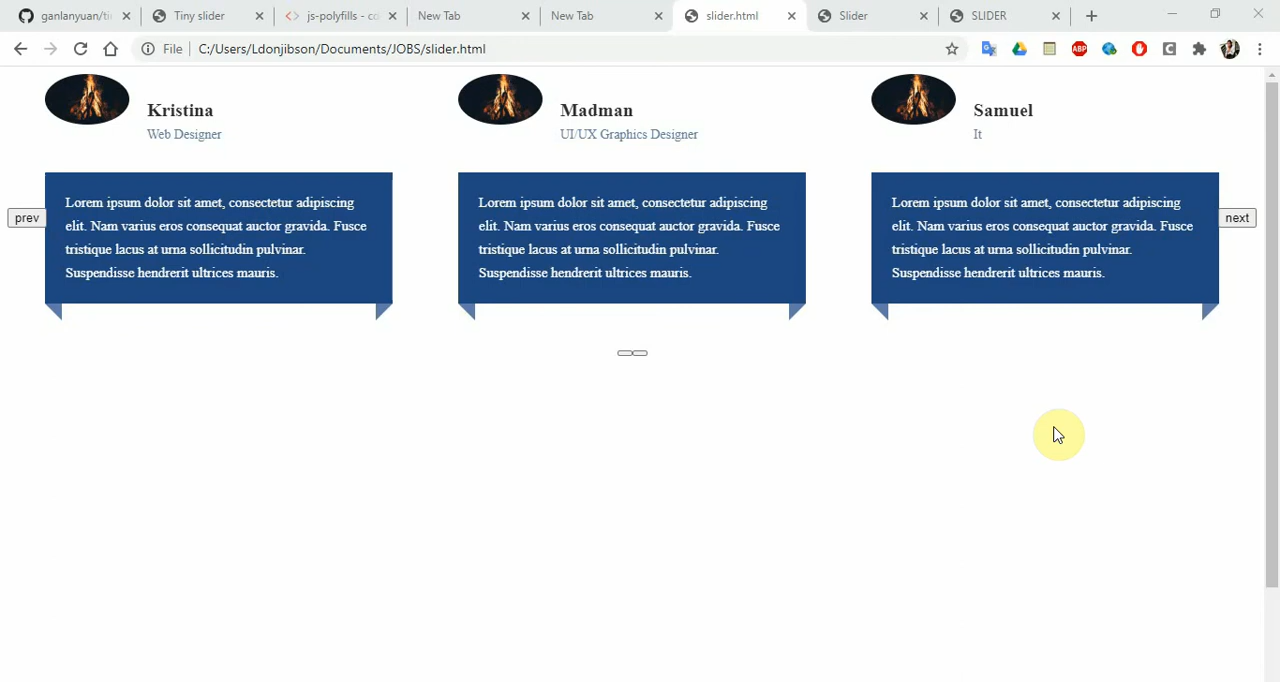 ganlanyuan/ti
Tiny slider
js-polyfills - cd
New Tab
New Tab
slider.html
Slider
SLIDER
File
C:/Users/Ldonjibson/Documents/JOBS/slider.html
ABP
Kristina
Web Designer
Madman
UI/UX Graphics Designer
Samuel
It
prev
Lorem ipsum dolor sit amet, consectetur adipiscing
elit. Nam varius eros consequat auctor gravida. Fusce
tristique lacus at urna sollicitudin pulvinar.
Suspendisse hendrerit ultrices mauris.
Lorem ipsum dolor sit amet, consectetur adipiscing
elit. Nam varius eros consequat auctor gravida. Fusce
tristique lacus at urna sollicitudin pulvinar.
Suspendisse hendrerit ultrices mauris.
Lorem ipsum dolor sit amet, consectetur adipiscing
elit. Nam varius eros consequat auctor gravida. Fusce
tristique lacus at urna sollicitudin pulvinar.
Suspendisse hendrerit ultrices mauris.
next